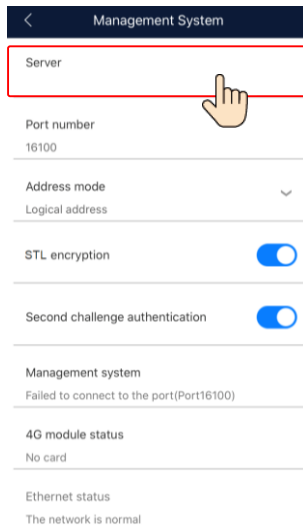 Management System
Server
Port number
16100
Address mode
Logical address
STL encryption
Second challenge authentication
Management system
Failed to connect to the port(Port16100)
4G module status
No card
Ethernet status
The network is normal